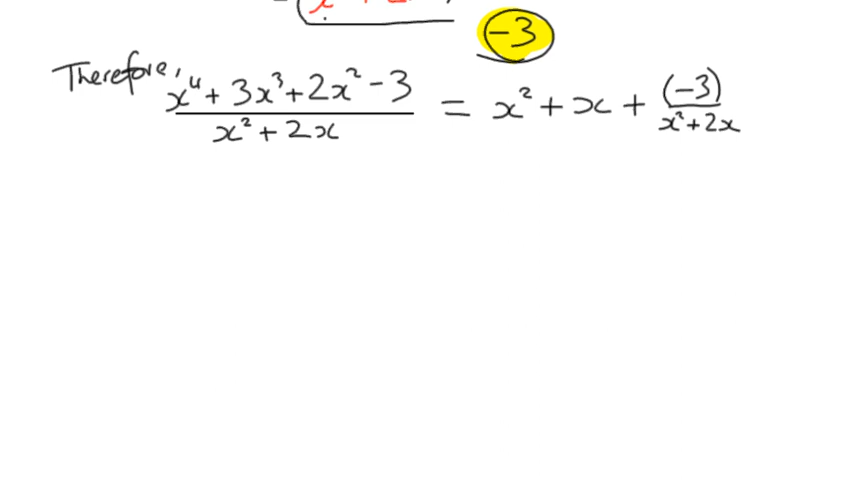 -3
Therefore,
x⁴ + 3x³ + 2x² - 3 / x² + 2x = x² + x + (-3) / x² + 2x